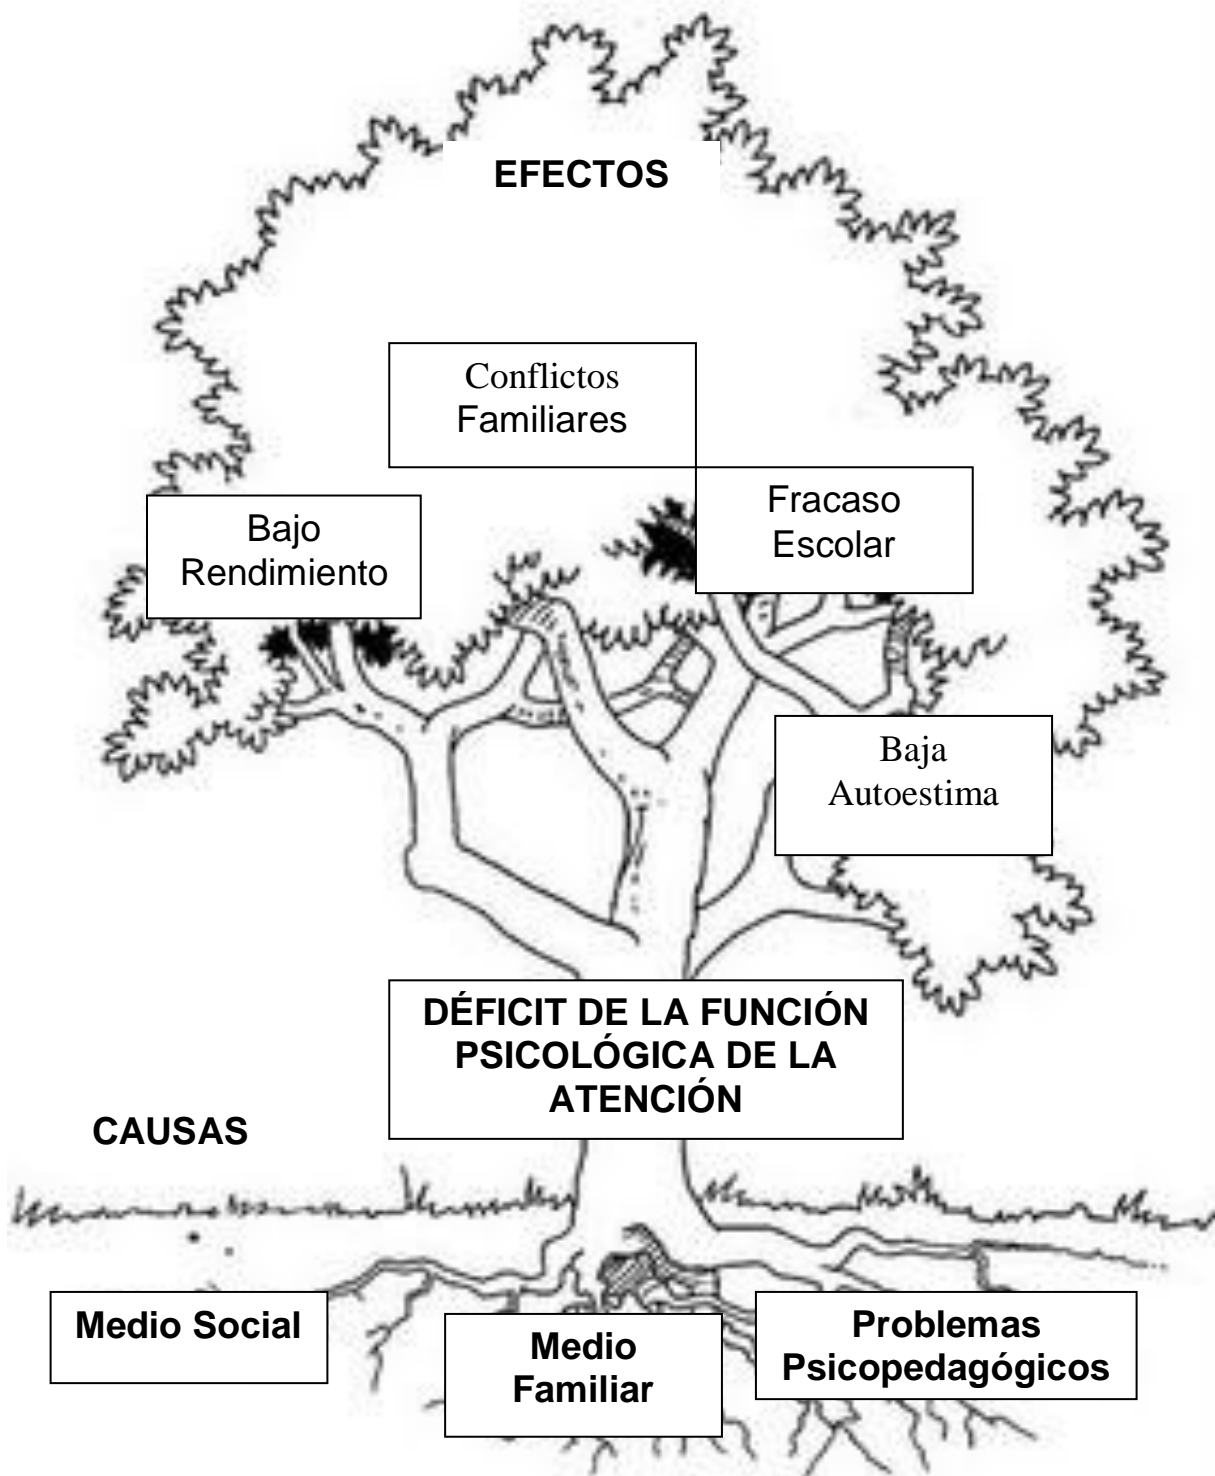 EFECTOS
Conflictos
Familiares
Fracaso
Escolar
Bajo
Rendimiento
Baja
Autoestima
DÉFICIT DE LA FUNCIÓN
PSICOLÓGICA DE LA
ATENCIÓN
CAUSAS
Medio Social
Medio
Familiar
Problemas
Psicopedagógicos